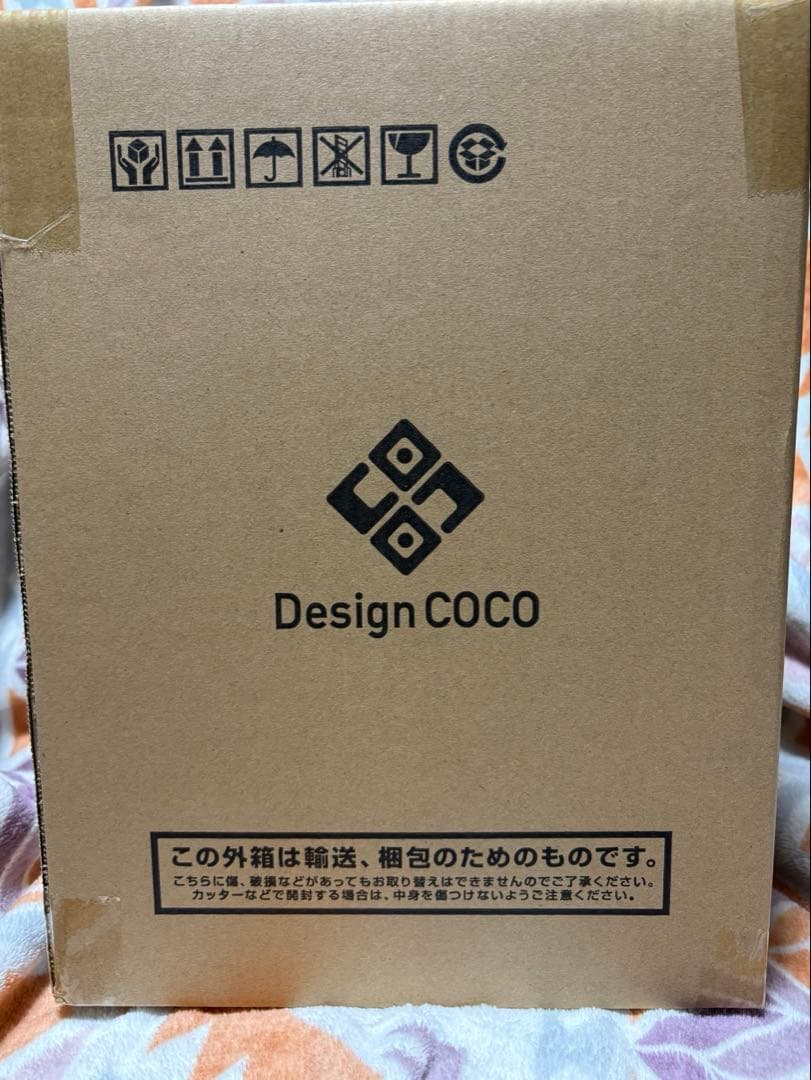 Design COCO
この外箱は輸送、梱包のためのものです。
こちらに傷、破損などがあってもお取り替えはできませんのでご了承ください。
カッターなどで開封する場合は、中身を傷つけないようご注意ください。